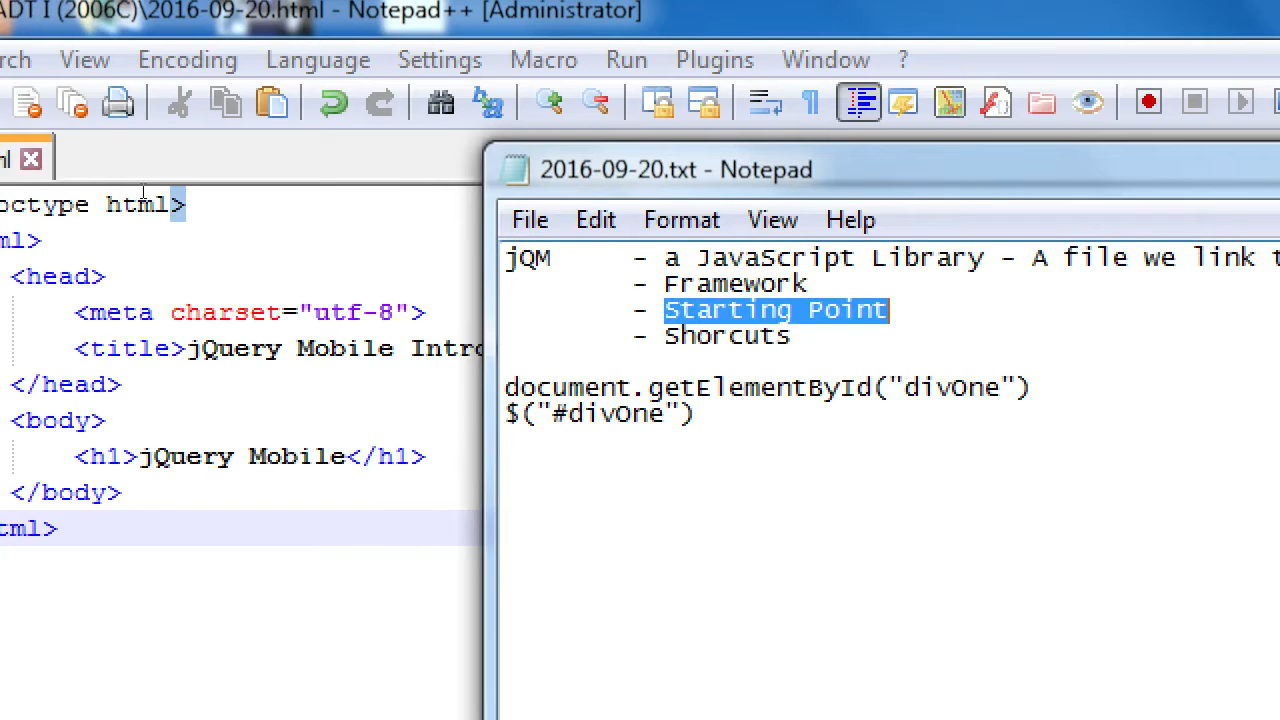 ADT I (2006C)\2016-09-20.html - Notepad++ [Administrator]
rch View Encoding Language Settings Macro Run Plugins Window ?
ml
octype html>
ml>
<head>
<meta charset="utf-8">
<title>jQuery Mobile Intro
</head>
<body>
<h1>jQuery Mobile</h1>
</body>
tml>
2016-09-20.txt - Notepad
File Edit Format View Help
jQM - a JavaScript Library - A file we link t
- Framework
- Starting Point
- Shorcuts
document.getElementById("divOne")
$("#divOne")